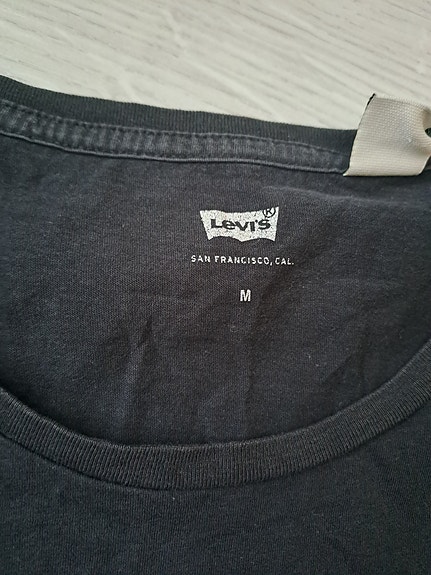 Levi's®
SAN FRANCISCO, CAL.
M